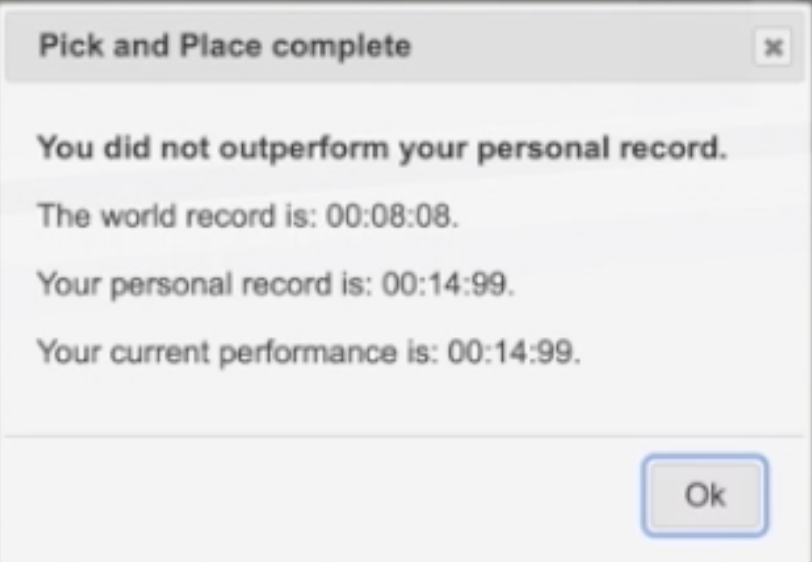 Pick and Place complete
You did not outperform your personal record.
The world record is: 00:08:08.
Your personal record is: 00:14:99.
Your current performance is: 00:14:99.
Ok